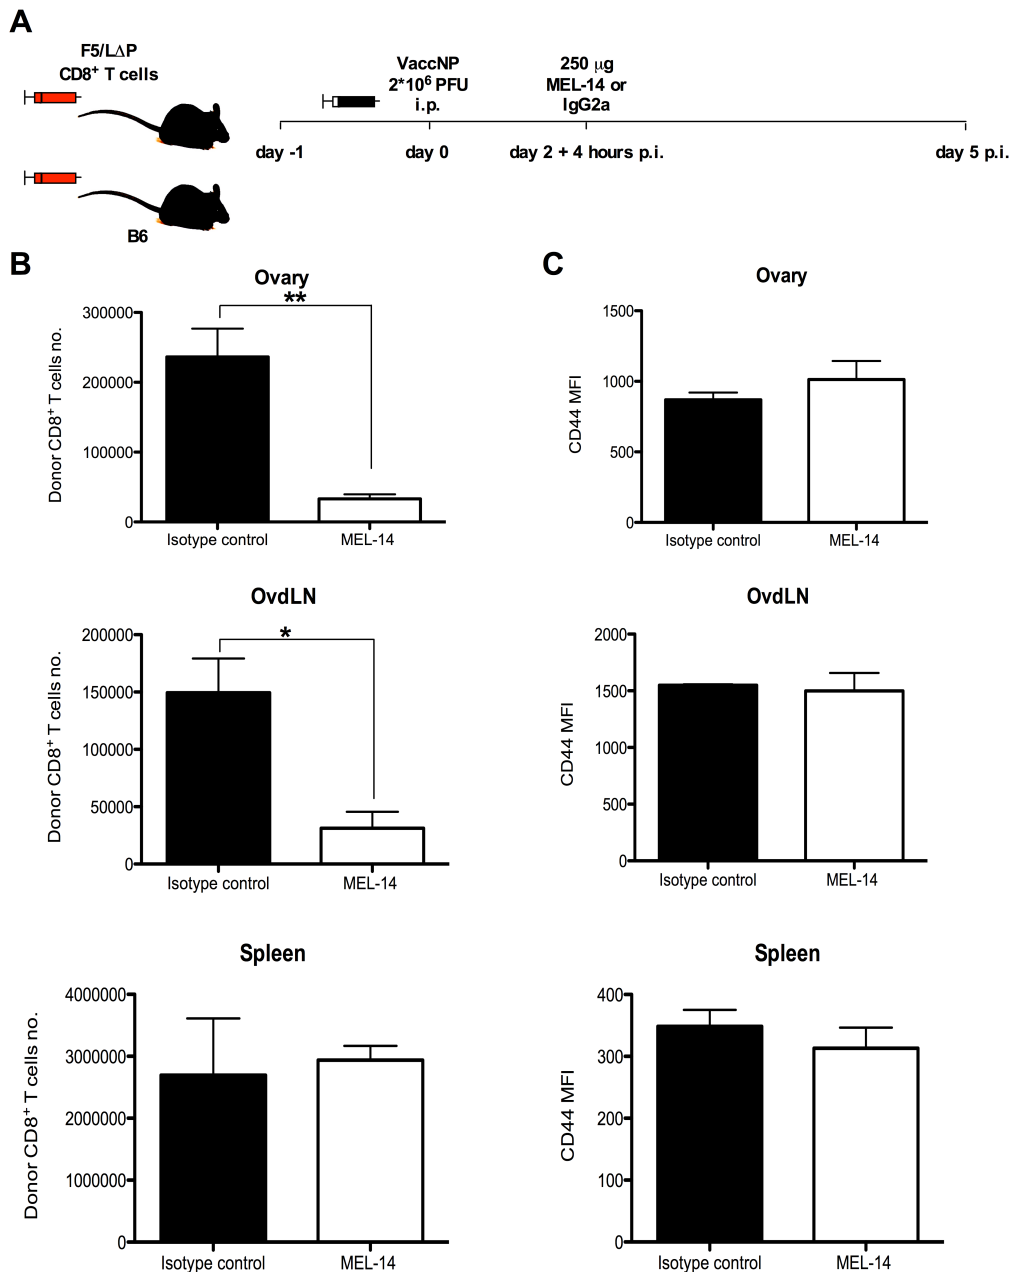 A
F5/LΔP
CD8⁺ T cells
VaccNP
2*10⁶ PFU
i.p.
250 µg
MEL-14 or
IgG2a
day -1
day 0
day 2 + 4 hours p.i.
day 5 p.i.
B6
B
Ovary
**
Donor CD8⁺ T cells no.
300000
200000
100000
0
Isotype control
MEL-14
C
Ovary
CD44 MFI
1500
1000
500
0
Isotype control
MEL-14
OvdLN
*
Donor CD8⁺ T cells no.
200000
150000
100000
50000
0
Isotype control
MEL-14
OvdLN
CD44 MFI
2000
1500
1000
500
0
Isotype control
MEL-14
Spleen
Donor CD8⁺ T cells no.
4000000
3000000
2000000
1000000
0
Isotype control
MEL-14
Spleen
CD44 MFI
400
300
200
100
0
Isotype control
MEL-14